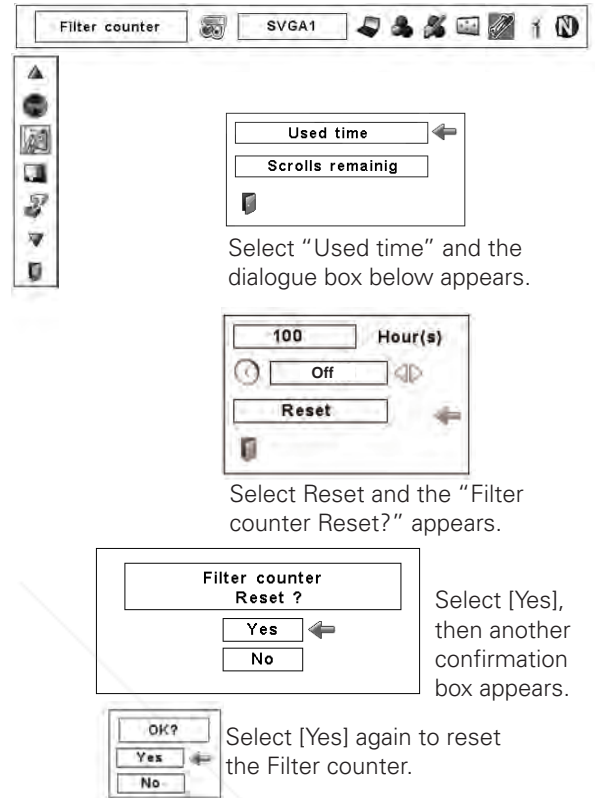 Filter counter
SVGA1
Used time
Scrolls remainig
Select “Used time” and the
dialogue box below appears.
100 Hour(s)
Off
Reset
Select Reset and the “Filter
counter Reset?” appears.
Filter counter
Reset ?
Yes
No
Select [Yes],
then another
confirmation
box appears.
OK?
Yes
No
Select [Yes] again to reset
the Filter counter.